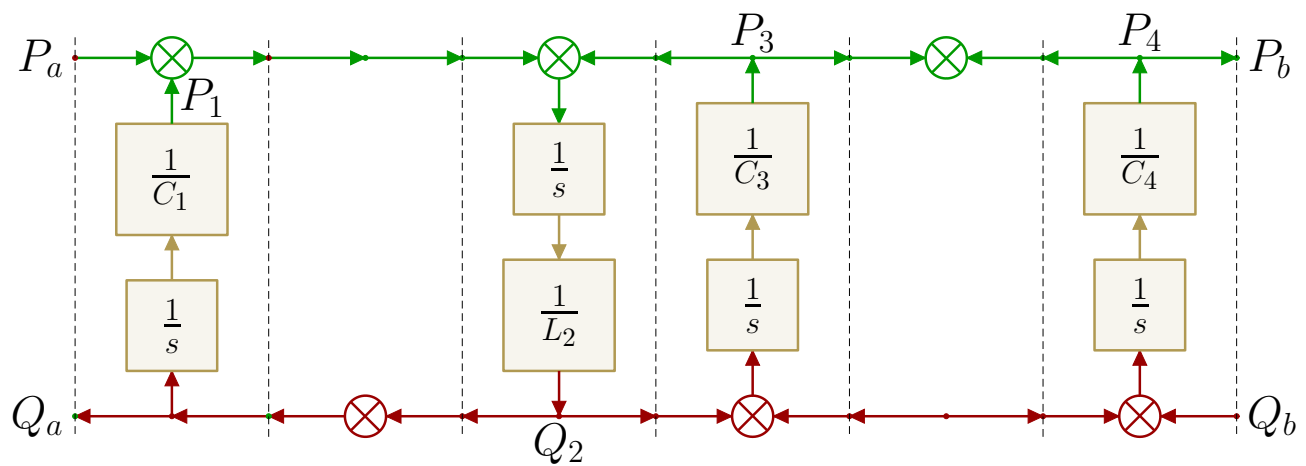 P_a P_3 P_4 P_b
P_1
1/C_1 1/s 1/C_3 1/C_4
1/s 1/L_2 1/s 1/s
Q_a Q_2 Q_b